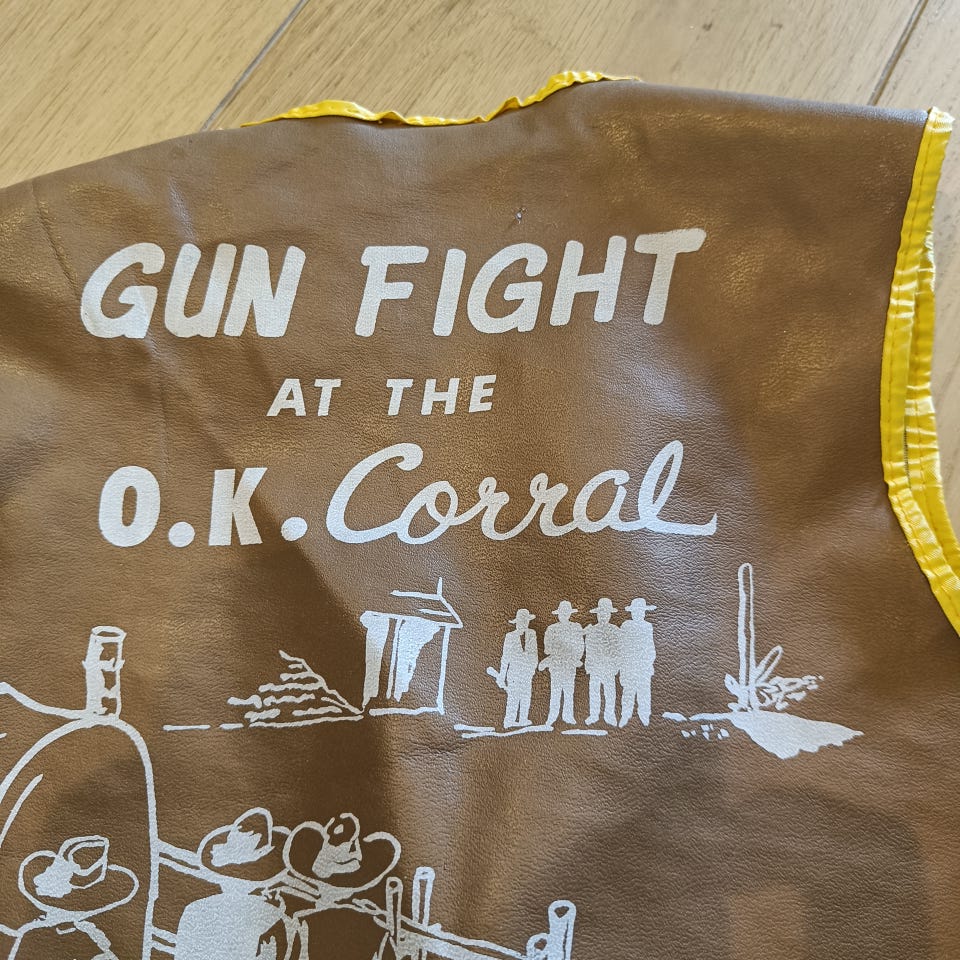 GUN FIGHT
AT THE
O.K. Corral